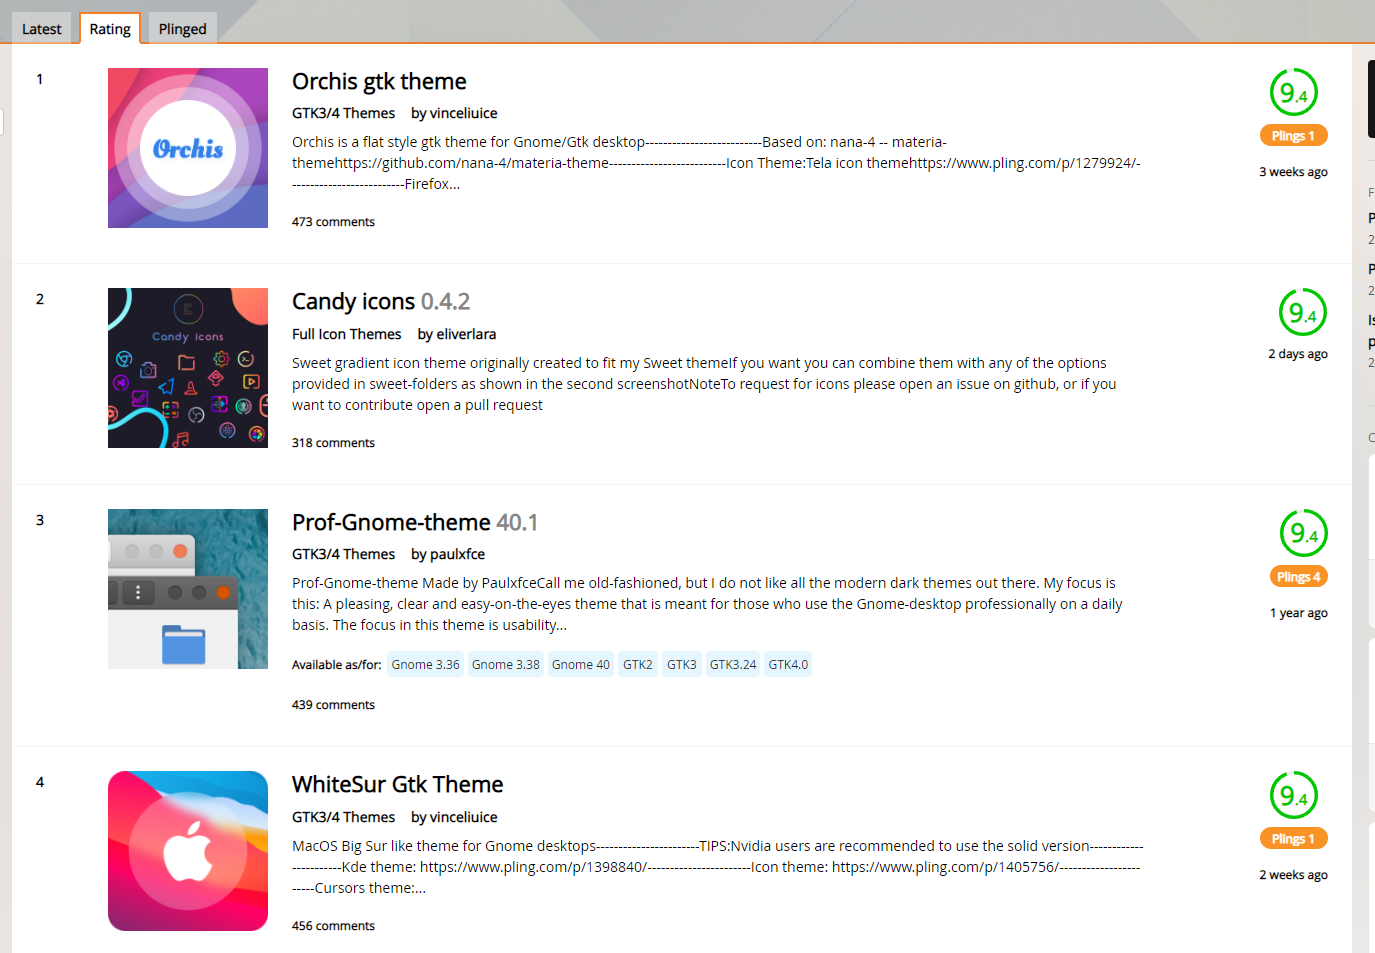 Latest Rating Plinged
1
Orchis
Orchis gtk theme
GTK3/4 Themes by vinceliuice
Orchis is a flat style gtk theme for Gnome/Gtk desktop--------------------------Based on: nana-4 -- materia-
themehttps://github.com/nana-4/materia-theme--------------------------Icon Theme:Tela icon themehttps://www.pling.com/p/1279924/-
-------------------------Firefox...
473 comments
9.4
Plings 1
3 weeks ago
2
Candy icons
Candy icons 0.4.2
Full Icon Themes by eliverlara
Sweet gradient icon theme originally created to fit my Sweet themeIf you want you can combine them with any of the options
provided in sweet-folders as shown in the second screenshotNoteTo request for icons please open an issue on github, or if you
want to contribute open a pull request
318 comments
9.4
2 days ago
3
Prof-Gnome-theme 40.1
GTK3/4 Themes by paulxfce
Prof-Gnome-theme Made by PaulxfceCall me old-fashioned, but I do not like all the modern dark themes out there. My focus is
this: A pleasing, clear and easy-on-the-eyes theme that is meant for those who use the Gnome-desktop professionally on a daily
basis. The focus in this theme is usability...
Available as/for: Gnome 3.36 Gnome 3.38 Gnome 40 GTK2 GTK3 GTK3.24 GTK4.0
439 comments
9.4
Plings 4
1 year ago
4
WhiteSur Gtk Theme
GTK3/4 Themes by vinceliuice
MacOS Big Sur like theme for Gnome desktops-----------------------TIPS:Nvidia users are recommended to use the solid version------------
-----------Kde theme: https://www.pling.com/p/1398840/-----------------------Icon theme: https://www.pling.com/p/1405756/------------------
-----Cursors theme:...
456 comments
9.4
Plings 1
2 weeks ago